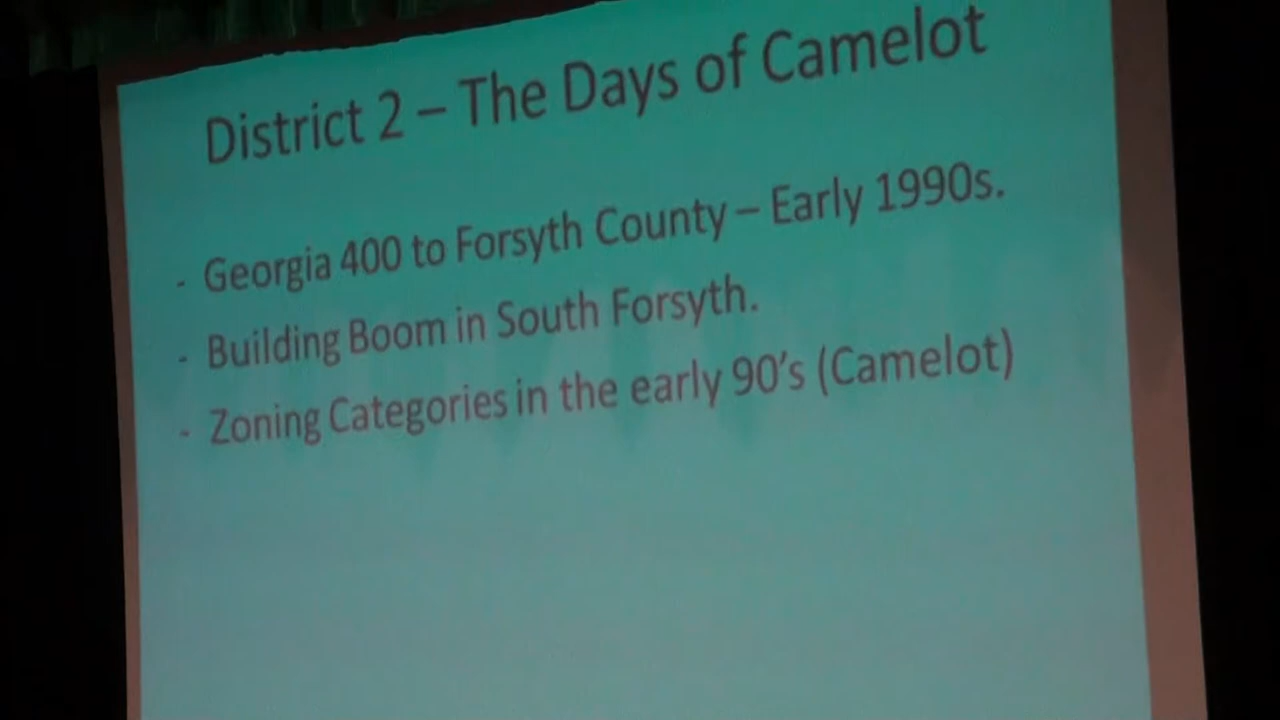 District 2 – The Days of Camelot
- Georgia 400 to Forsyth County – Early 1990s.
- Building Boom in South Forsyth.
- Zoning Categories in the early 90's (Camelot)